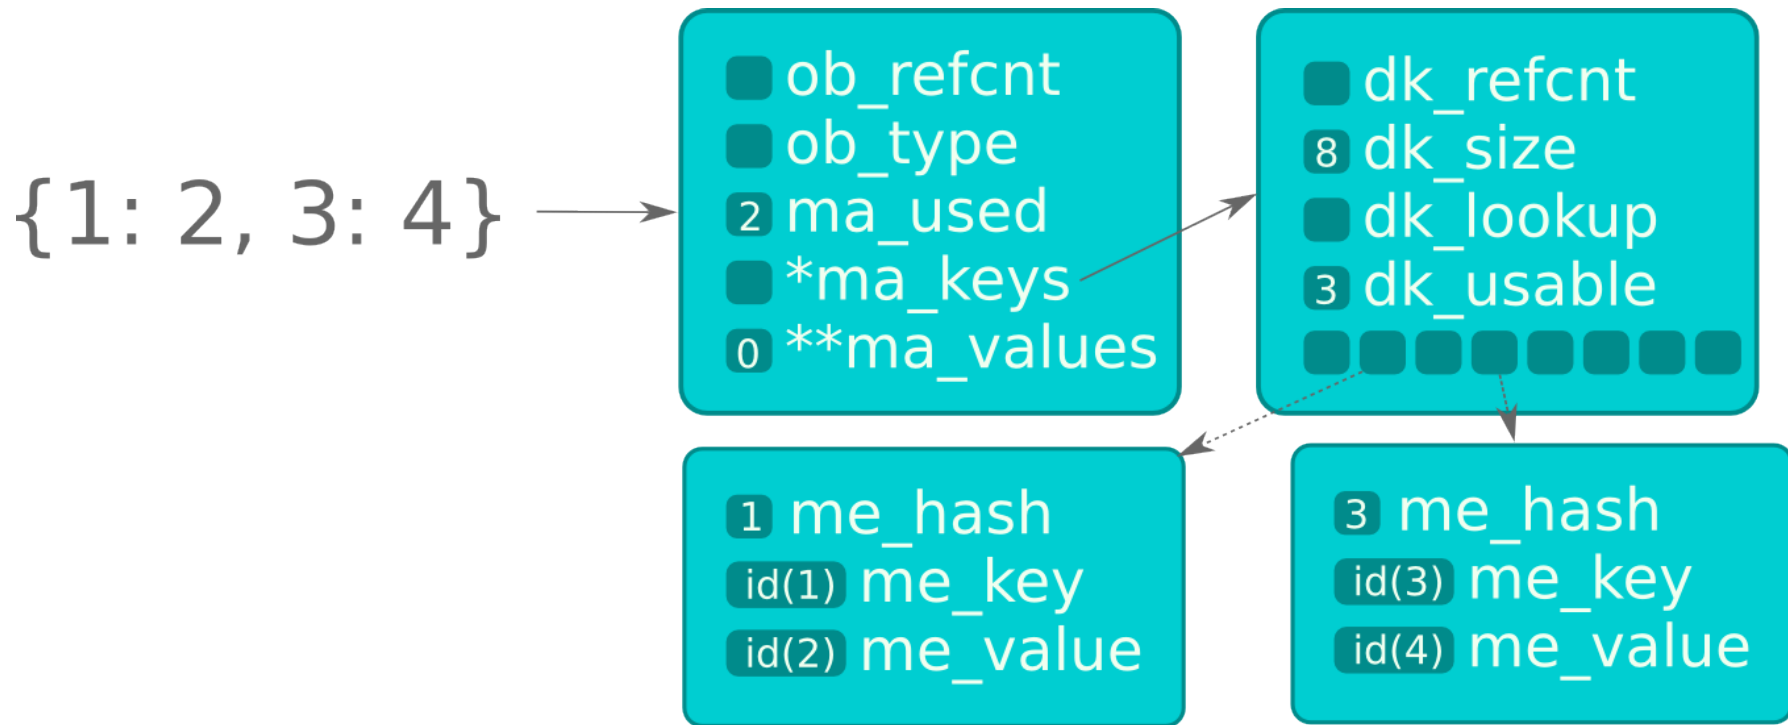 {1: 2, 3: 4}
ob_refcnt
ob_type
2 ma_used
*ma_keys
0 **ma_values
dk_refcnt
8 dk_size
dk_lookup
3 dk_usable
1 me_hash
id(1) me_key
id(2) me_value
3 me_hash
id(3) me_key
id(4) me_value